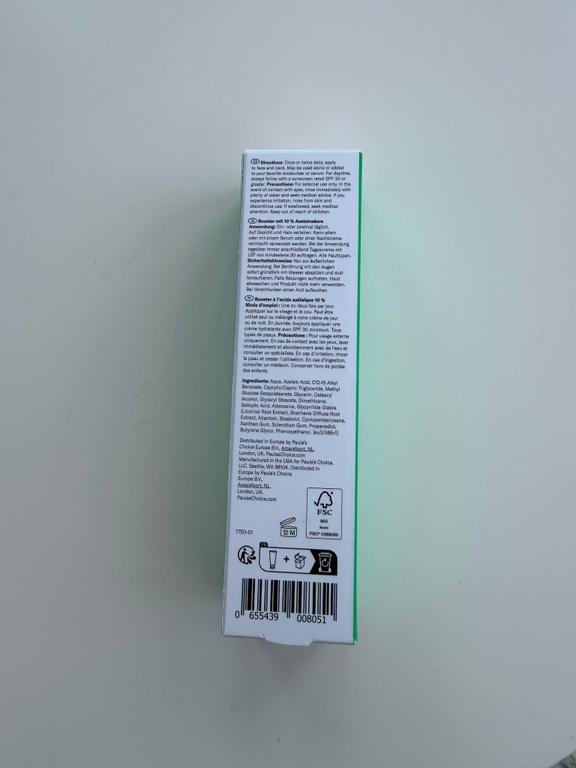 EN Directions: Once or twice daily, apply
to face and neck. May be used alone or added
to your favorite moisturizer or serum. For daytime,
always follow with a sunscreen rated SPF 30 or
greater. Precautions: For external use only. In the
event of contact with eyes, rinse immediately with
plenty of water and seek medical advice. If you
experience irritation, rinse from skin and
discontinue use. If swallowed, seek medical
attention. Keep out of reach of children.
DE Booster mit 10 % Azelainsäure
Anwendung: Ein- oder zweimal täglich.
Auf Gesicht und Hals verteilen. Kann allein
oder mit einem Serum oder einer Nachtcreme
vermischt verwendet werden. Bei der Anwendung
tagsüber immer anschließend Tagescreme mit
LSF von mindestens 30 auftragen. Alle Hauttypen.
Sicherheitshinweise: Nur zur äußerlichen
Anwendung. Bei Berührung mit den Augen
sofort gründlich mit Wasser abspülen und Arzt
konsultieren. Falls Reizungen auftreten, Haut
abwaschen und Produkt nicht mehr verwenden.
Bei Verschlucken einen Arzt aufsuchen.
FR Booster à l'acide azélaïque 10 %
Mode d'emploi : Une ou deux fois par jour.
Appliquer sur le visage et le cou. Peut être
utilisé seul ou mélangé à votre crème de jour
ou de nuit. En journée, toujours appliquer une
crème hydratante avec SPF 30 minimum. Tous
types de peaux. Précautions : Pour usage externe
uniquement. En cas de contact avec les yeux, laver
immédiatement et abondamment avec de l'eau et
consulter un spécialiste. En cas d'irritation, rincer
la peau et cesser l'utilisation. En cas d'ingestion,
consulter un médecin. Conserver hors de portée
des enfants.
Ingredients: Aqua, Azelaic Acid, C12-15 Alkyl
Benzoate, Caprylic/Capric Triglyceride, Methyl
Glucose Sesquistearate, Glycerin, Cetearyl
Alcohol, Glyceryl Stearate, Dimethicone,
Salicylic Acid, Adenosine, Glycyrrhiza Glabra
(Licorice) Root Extract, Boerhavia Diffusa Root
Extract, Allantoin, Bisabolol, Cyclopentasiloxane,
Xanthan Gum, Sclerotium Gum, Propanediol,
Butylene Glycol, Phenoxyethanol.
Distributed in Europe by Paula's
Choice Europe B.V., Amersfoort, NL.
London, UK. PaulasChoice.com
Manufactured in the USA for Paula's Choice,
LLC. Seattle, WA 98104. Distributed in
Europe by Paula's Choice
Europe B.V.,
Amersfoort, NL.
London, UK.
PaulasChoice.com
FSC
MIX
7750-01
12 M
0 655439 008051